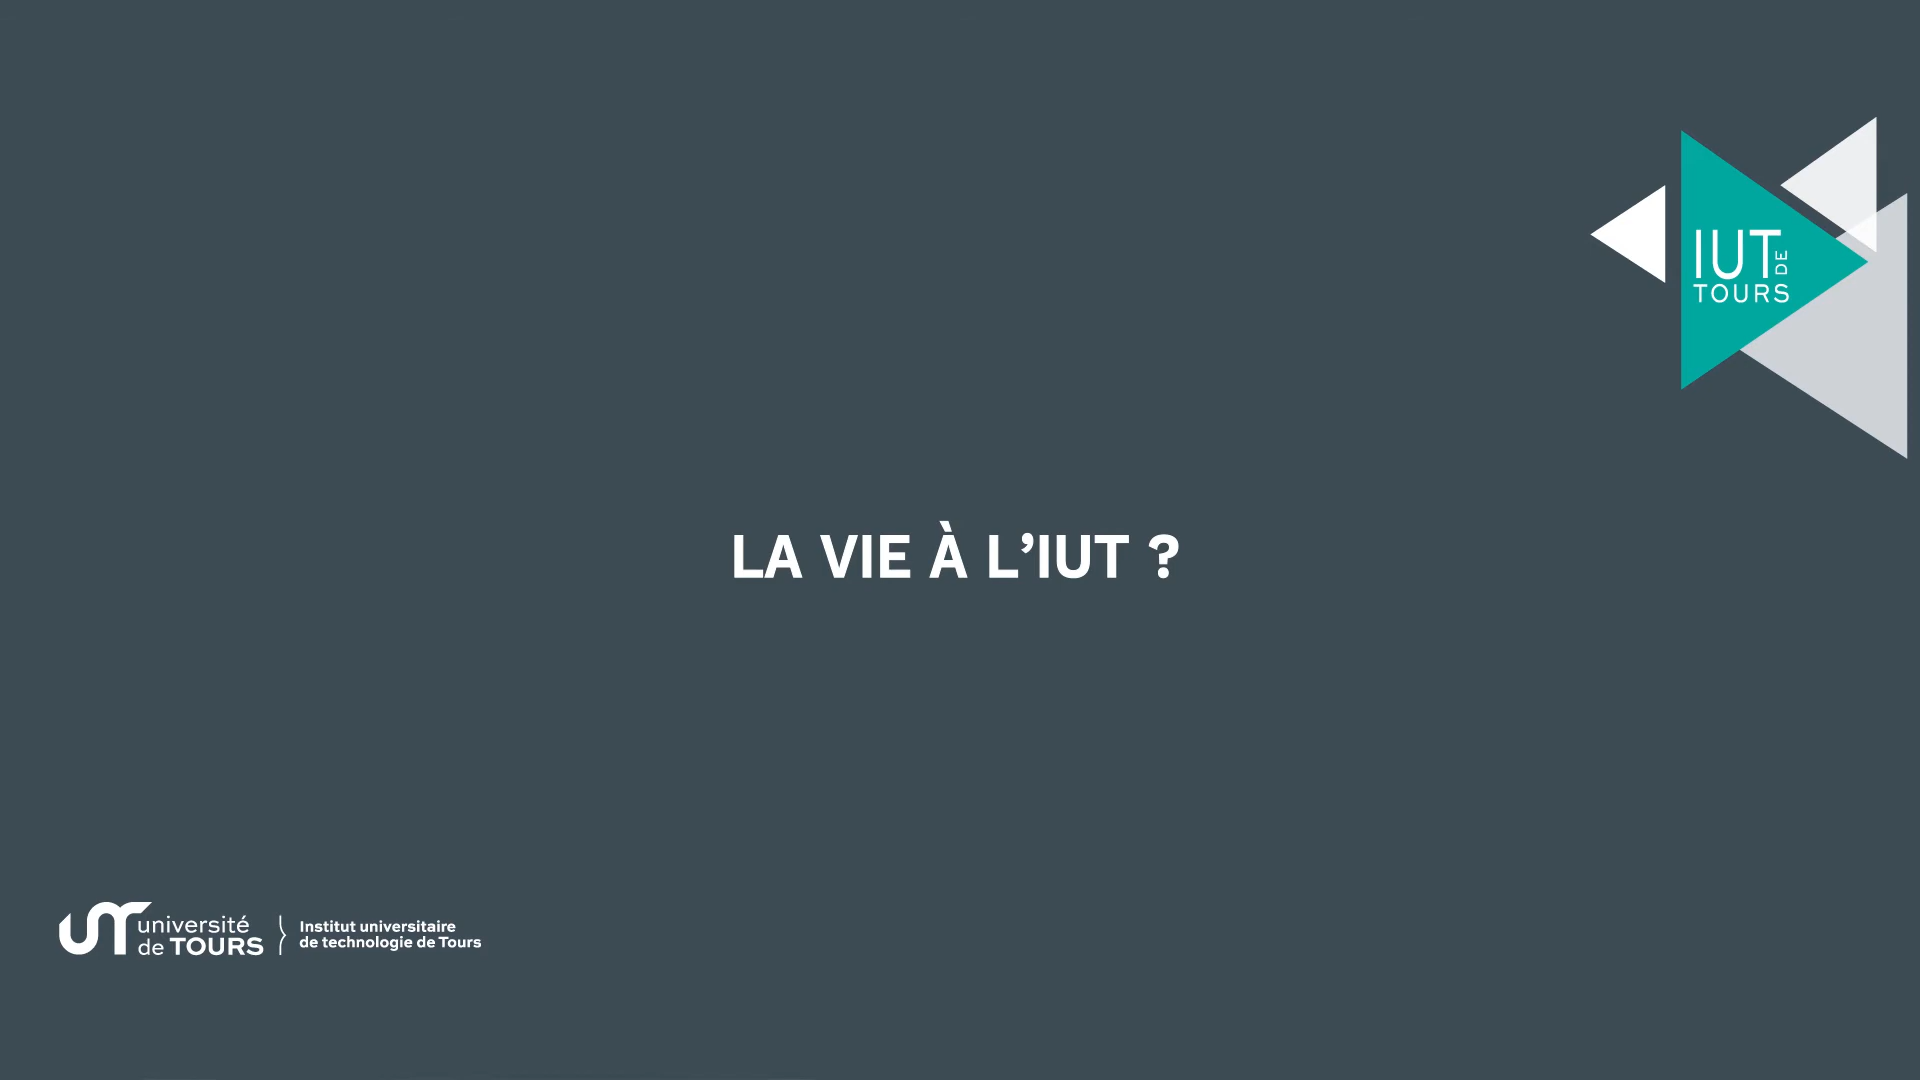 IUT DE
TOURS
LA VIE À L’IUT ?
université
de TOURS
Institut universitaire
de technologie de Tours